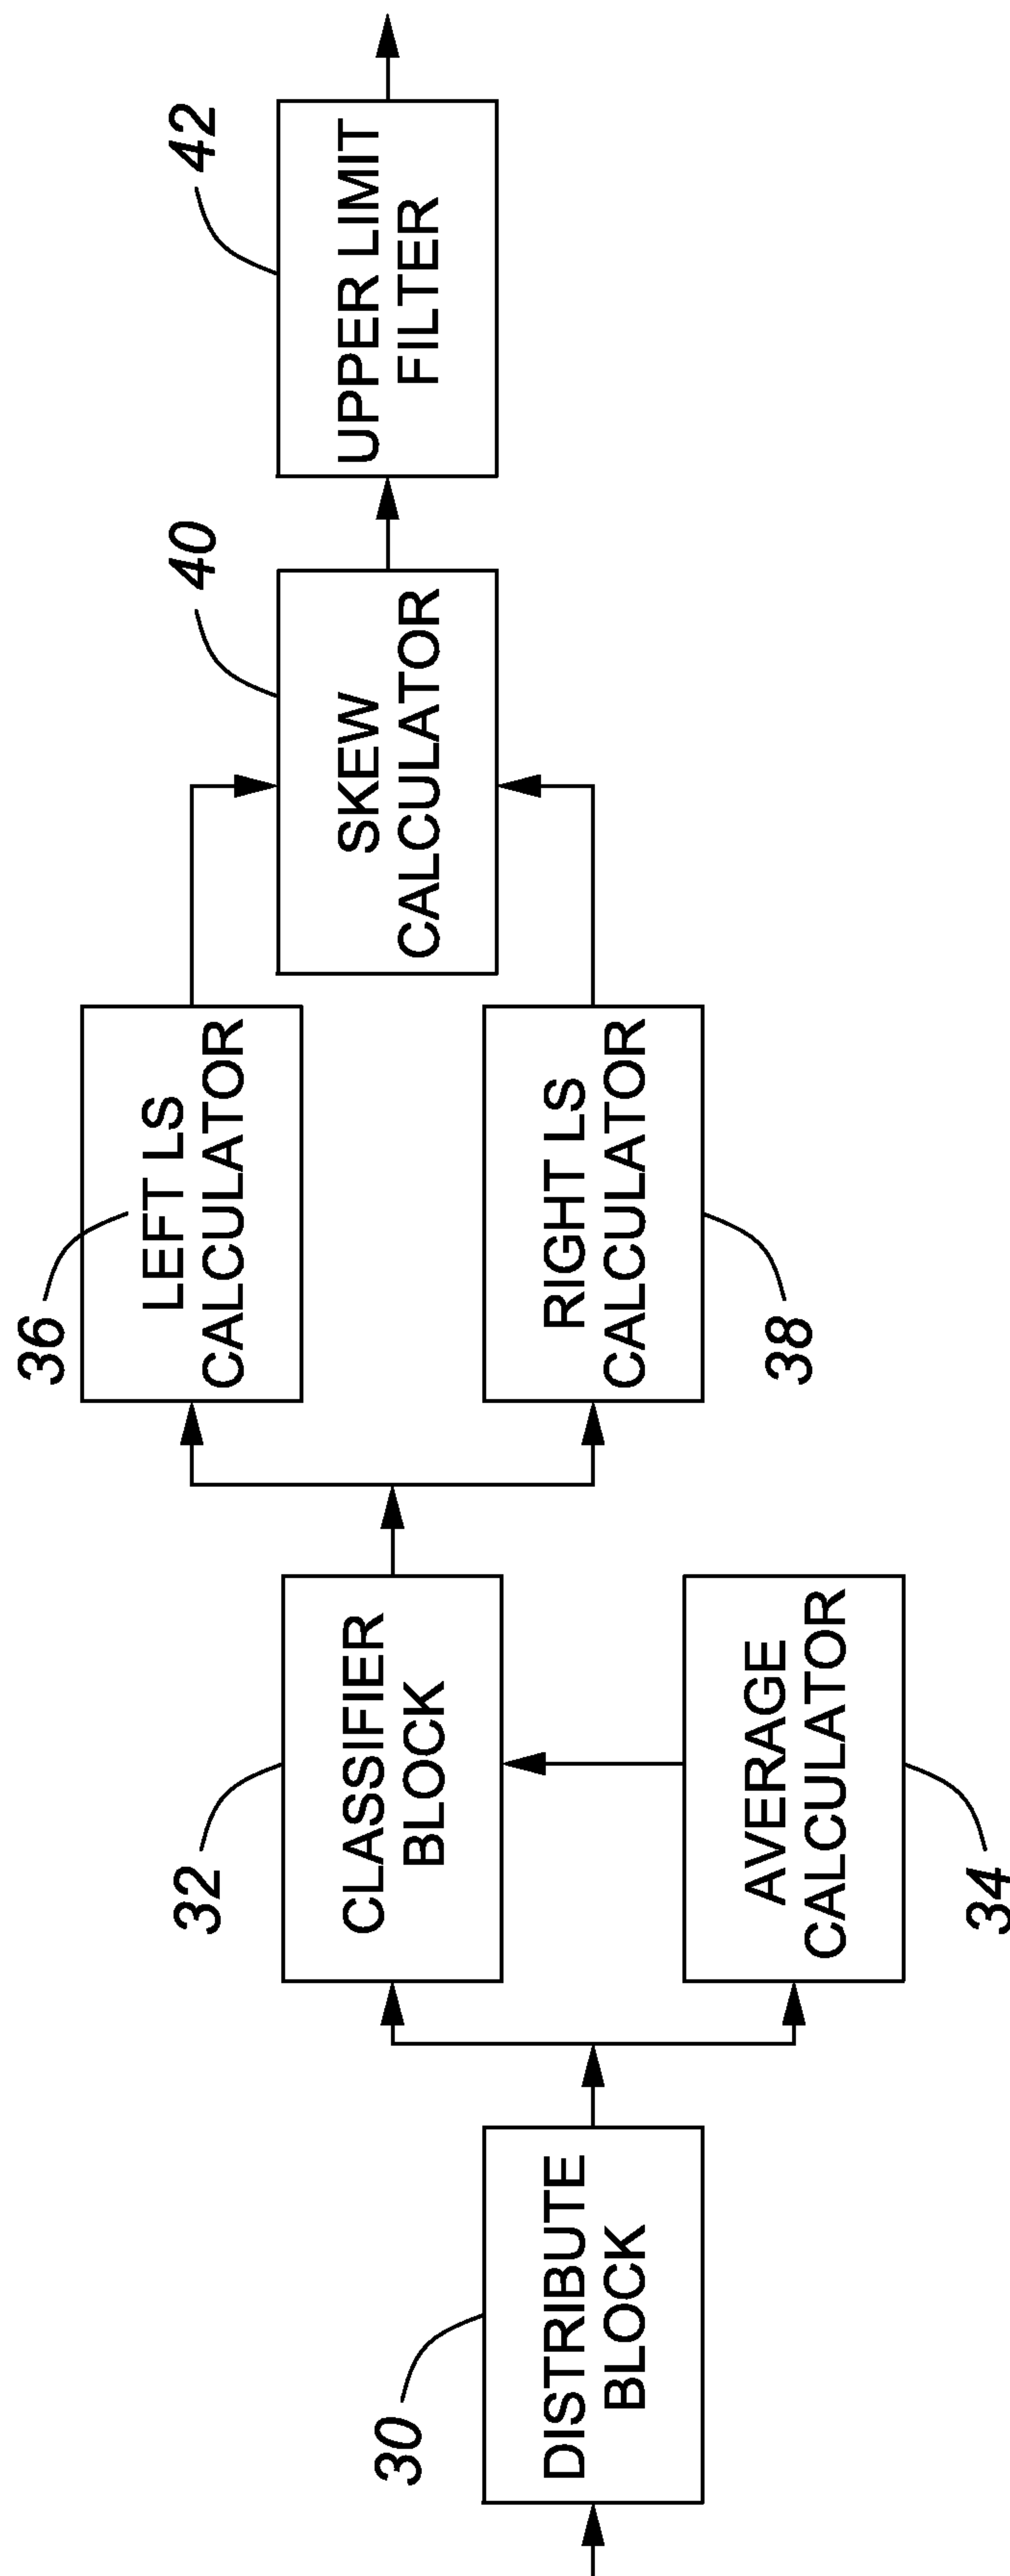 30
DISTRIBUTE
BLOCK
32
CLASSIFIER
BLOCK
AVERAGE
CALCULATOR
34
36
LEFT LS
CALCULATOR
RIGHT LS
CALCULATOR
38
40
SKEW
CALCULATOR
42
UPPER LIMIT
FILTER